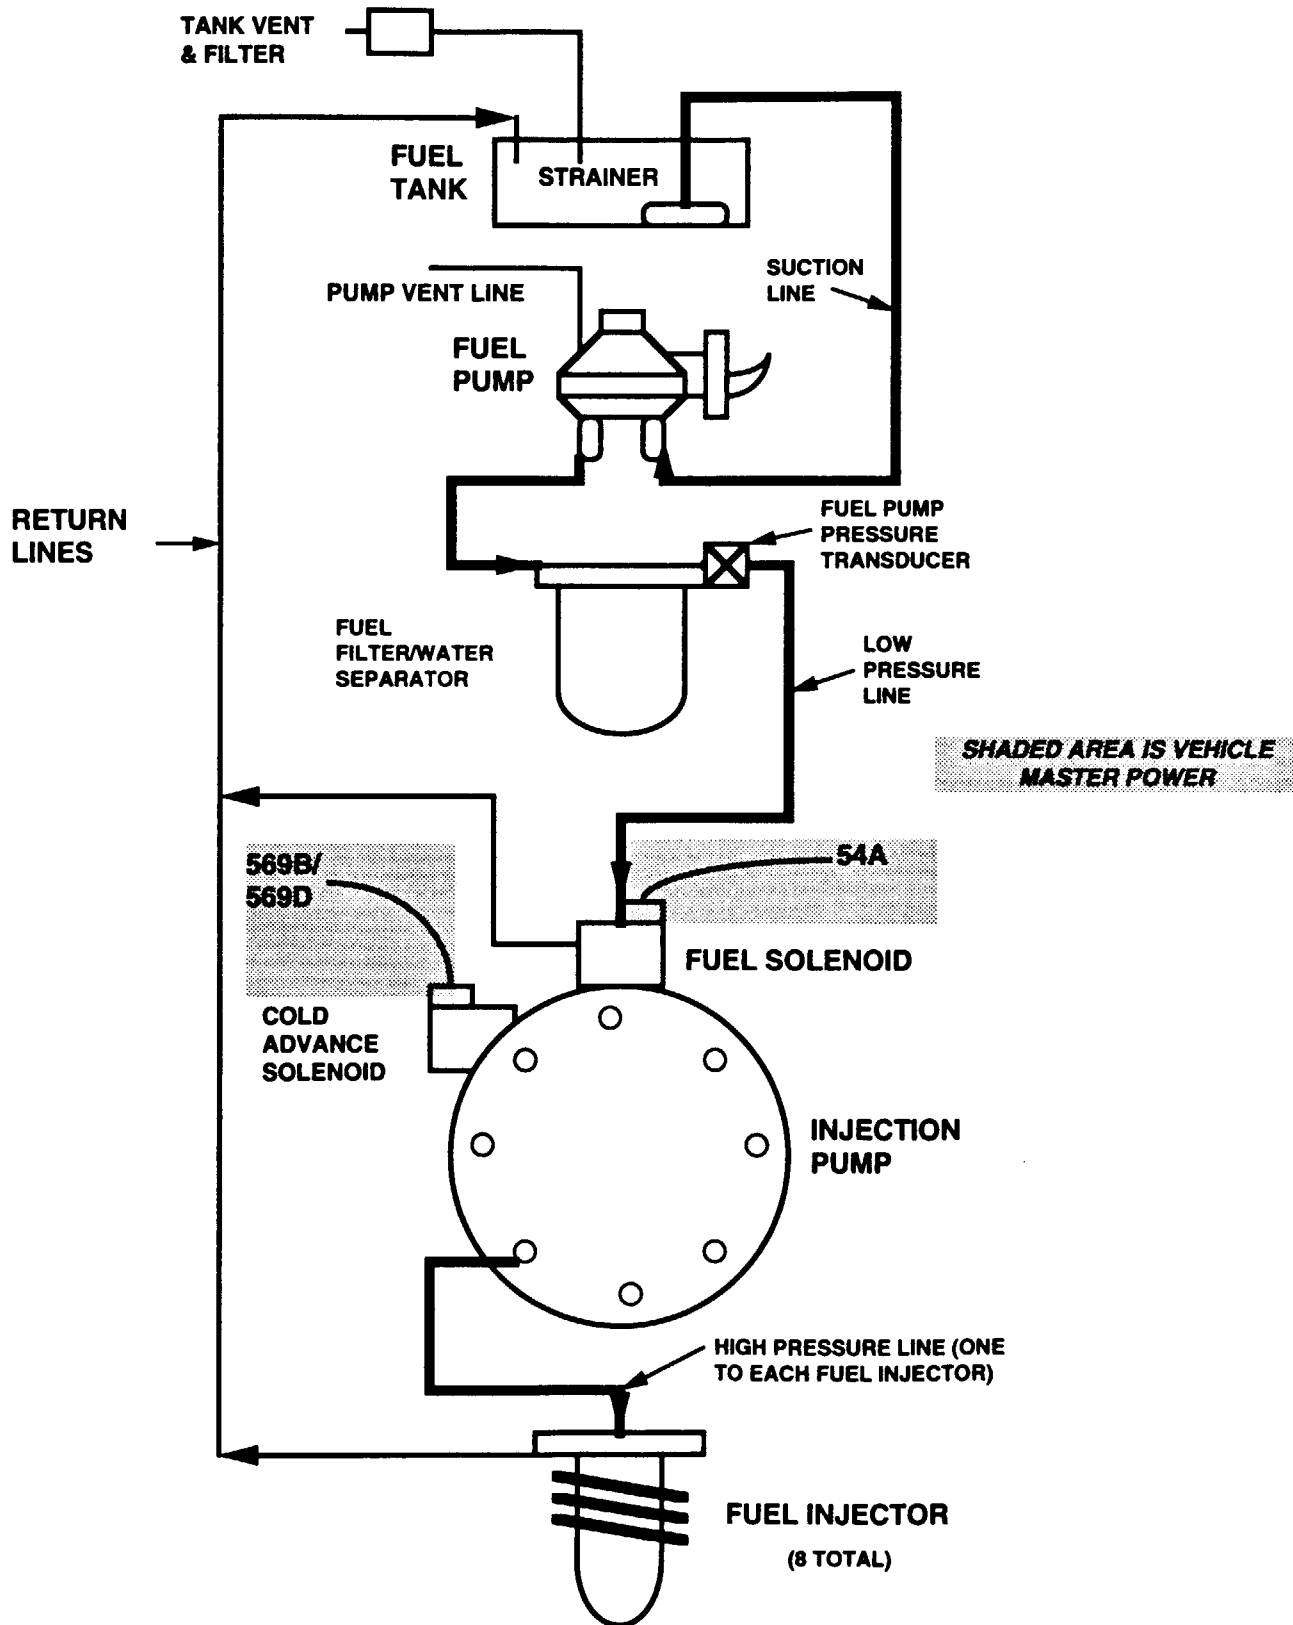 TANK VENT
& FILTER
FUEL
TANK
STRAINER
SUCTION
LINE
PUMP VENT LINE
FUEL
PUMP
RETURN
LINES
FUEL PUMP
PRESSURE
TRANSDUCER
FUEL
FILTER/WATER
SEPARATOR
LOW
PRESSURE
LINE
SHADED AREA IS VEHICLE
MASTER POWER
569B/
569D
54A
FUEL SOLENOID
COLD
ADVANCE
SOLENOID
INJECTION
PUMP
HIGH PRESSURE LINE (ONE
TO EACH FUEL INJECTOR)
FUEL INJECTOR
(8 TOTAL)